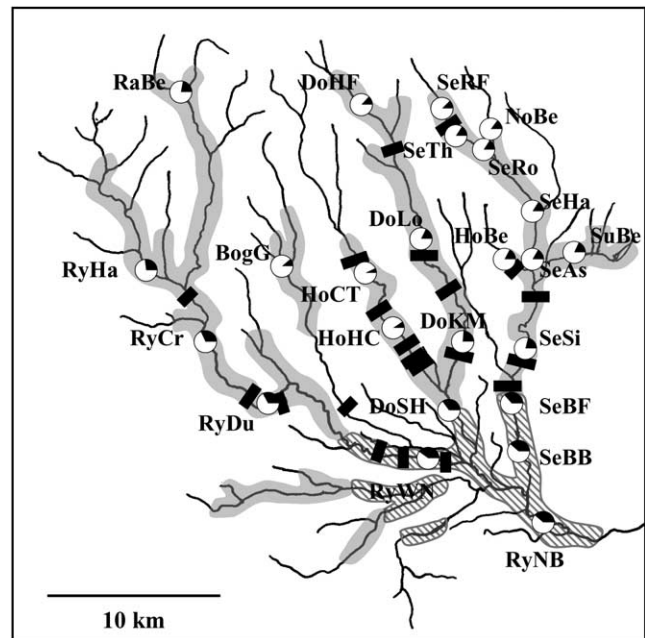 RaBe
DoHF
SeRF
NoBe
SeTh
SeRo
SeHa
DoLo
HoBe
SuBe
RyHa
BogG
SeAs
HoCT
DoKM
RyCr
HoHC
SeSi
RyDu
DoSH
SeBF
SeBB
RyWN
RyNB
10 km